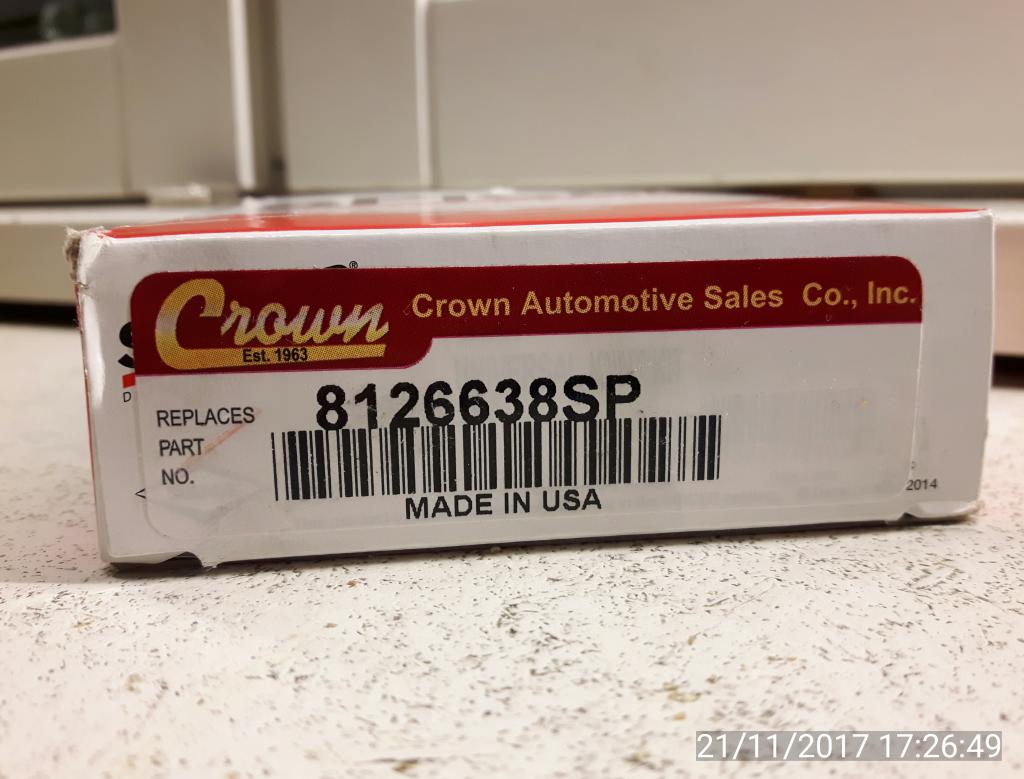 Crown
Est. 1963
Crown Automotive Sales Co., Inc.
8126638SP
REPLACES
PART
NO.
MADE IN USA
2014
21/11/2017 17:26:49